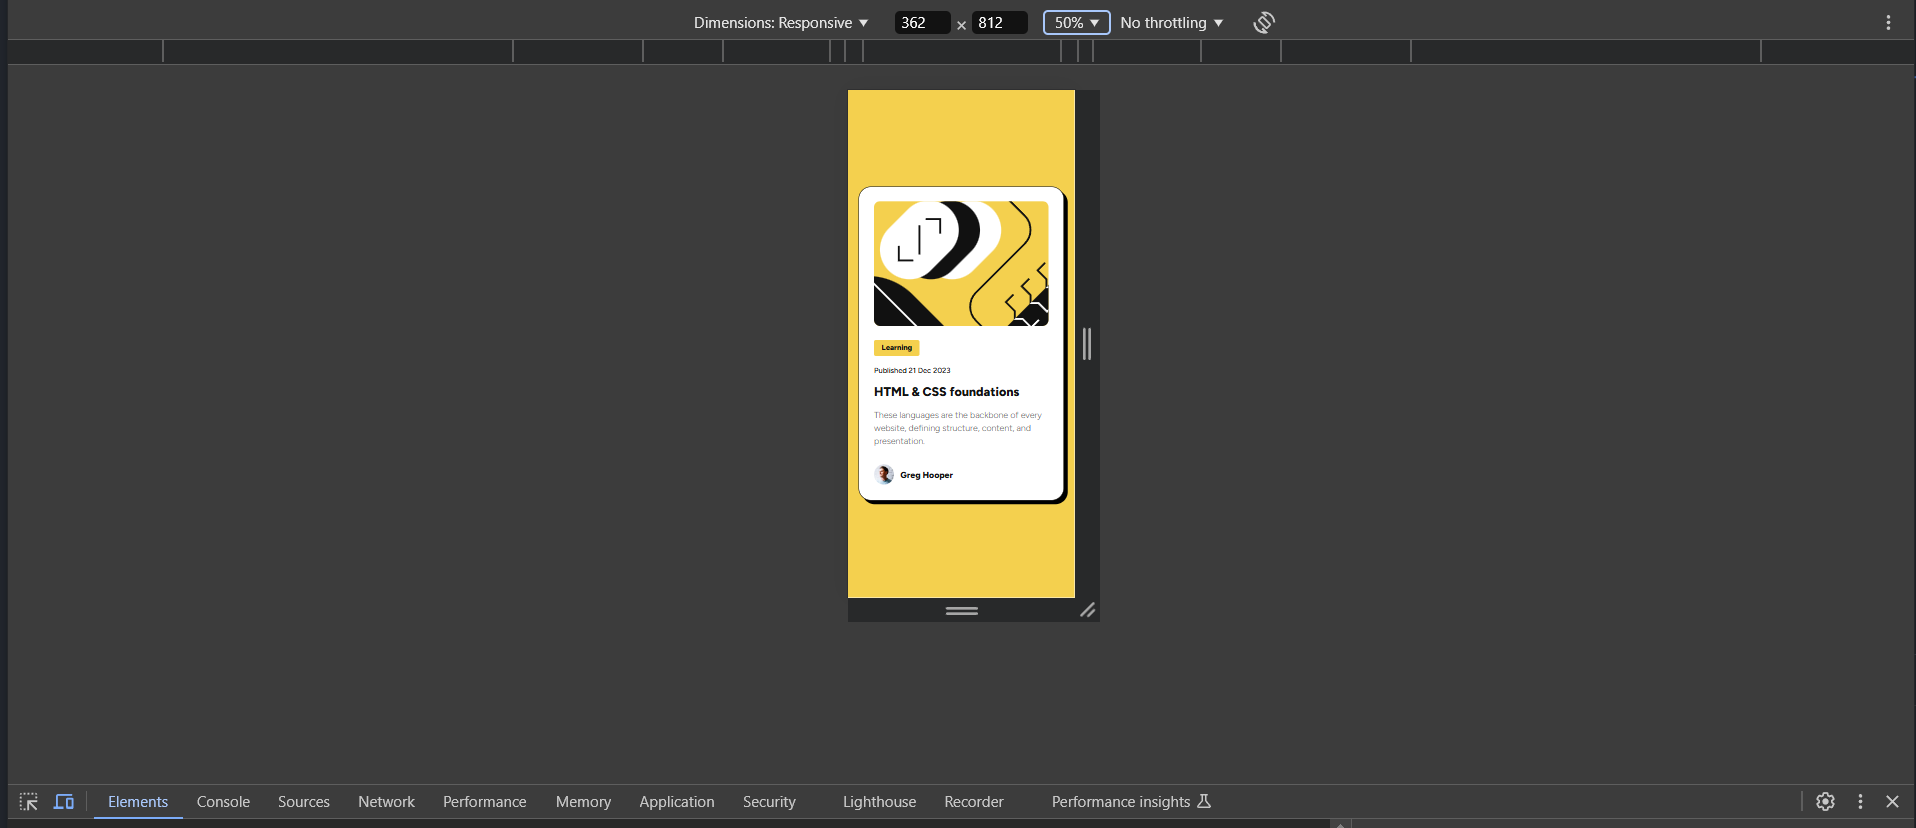 Dimensions: Responsive 362 × 812 50% No throttling
Learning
Published 21 Dec 2023
HTML & CSS foundations
These languages are the backbone of every
website, defining structure, content, and
presentation.
Greg Hooper
Elements Console Sources Network Performance Memory Application Security Lighthouse Recorder Performance insights